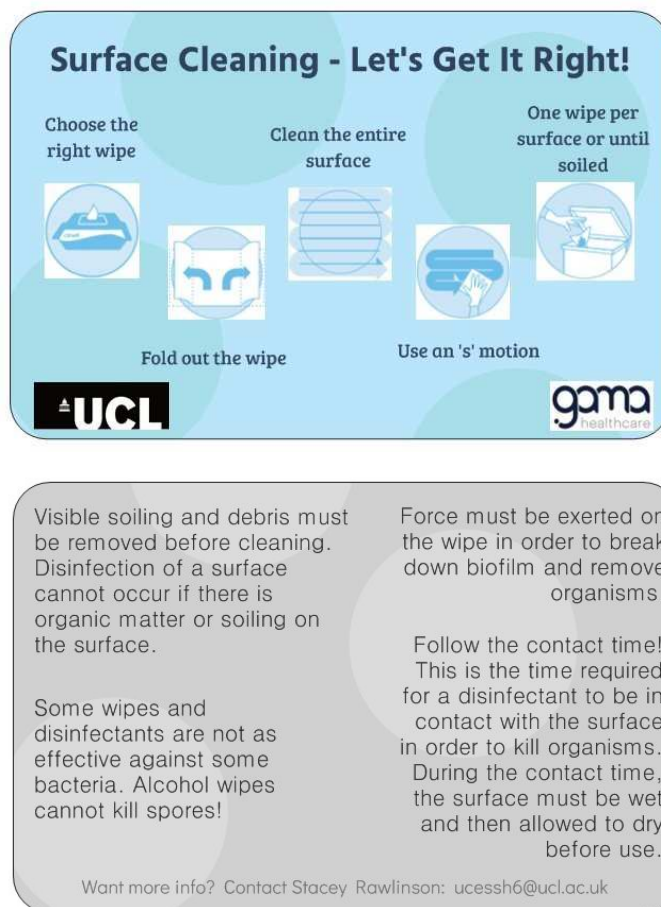 Surface Cleaning - Let's Get It Right!
Choose the
right wipe
Fold out the wipe
Clean the entire
surface
Use an 's' motion
One wipe per
surface or until
soiled
UCL
gama
healthcare
Visible soiling and debris must
be removed before cleaning.
Disinfection of a surface
cannot occur if there is
organic matter or soiling on
the surface.
Some wipes and
disinfectants are not as
effective against some
bacteria. Alcohol wipes
cannot kill spores!
Force must be exerted on
the wipe in order to break
down biofilm and remove
organisms
Follow the contact time!
This is the time required
for a disinfectant to be in
contact with the surface
in order to kill organisms.
During the contact time,
the surface must be wet
and then allowed to dry
before use.
Want more info? Contact Stacey Rawlinson: ucessh6@ucl.ac.uk